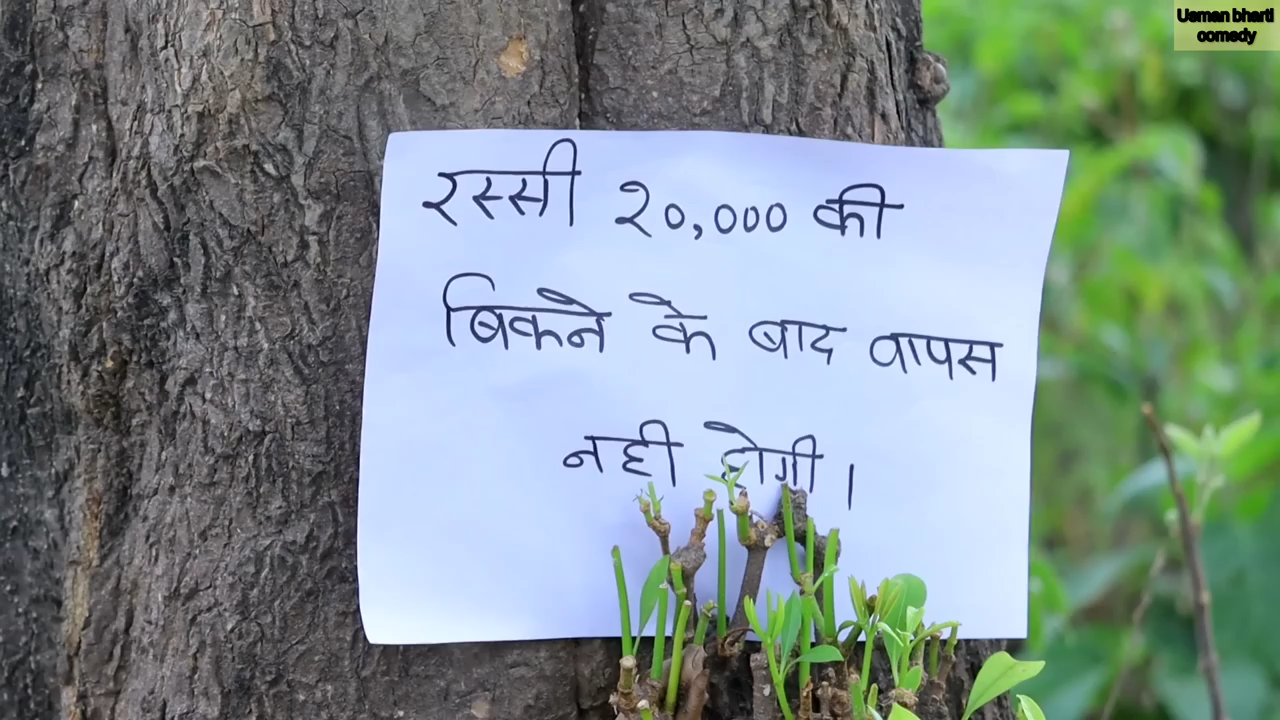 Usman bharti
comedy
रस्सी २०,००० की
बिकने के बाद वापस
नही होगी।